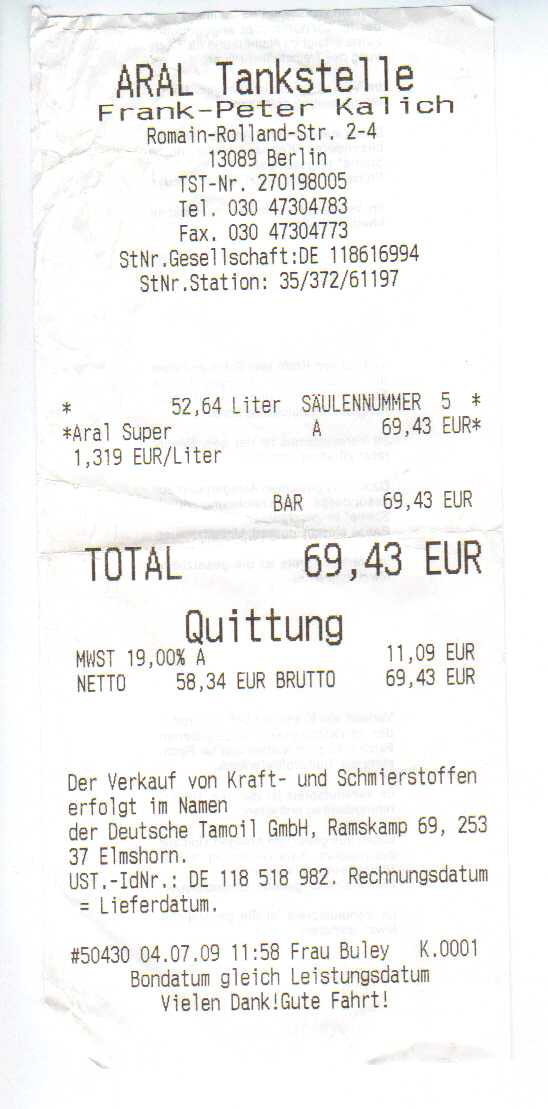 ARAL Tankstelle
Frank-Peter Kalich
Romain-Rolland-Str. 2-4
13089 Berlin
TST-Nr. 270198005
Tel. 030 47304783
Fax. 030 47304773
StNr.Gesellschaft:DE 118616994
StNr.Station: 35/372/61197
* 52,64 Liter SÄULENNUMMER 5 *
*Aral Super A 69,43 EUR*
1,319 EUR/Liter
BAR 69,43 EUR
TOTAL 69,43 EUR
Quittung
MWST 19,00% A 11,09 EUR
NETTO 58,34 EUR BRUTTO 69,43 EUR
Der Verkauf von Kraft- und Schmierstoffen
erfolgt im Namen
der Deutsche Tamoil GmbH, Ramskamp 69, 253
37 Elmshorn.
UST.-IdNr.: DE 118 518 982. Rechnungsdatum
= Lieferdatum.
#50430 04.07.09 11:58 Frau Buley K.0001
Bondatum gleich Leistungsdatum
Vielen Dank!Gute Fahrt!